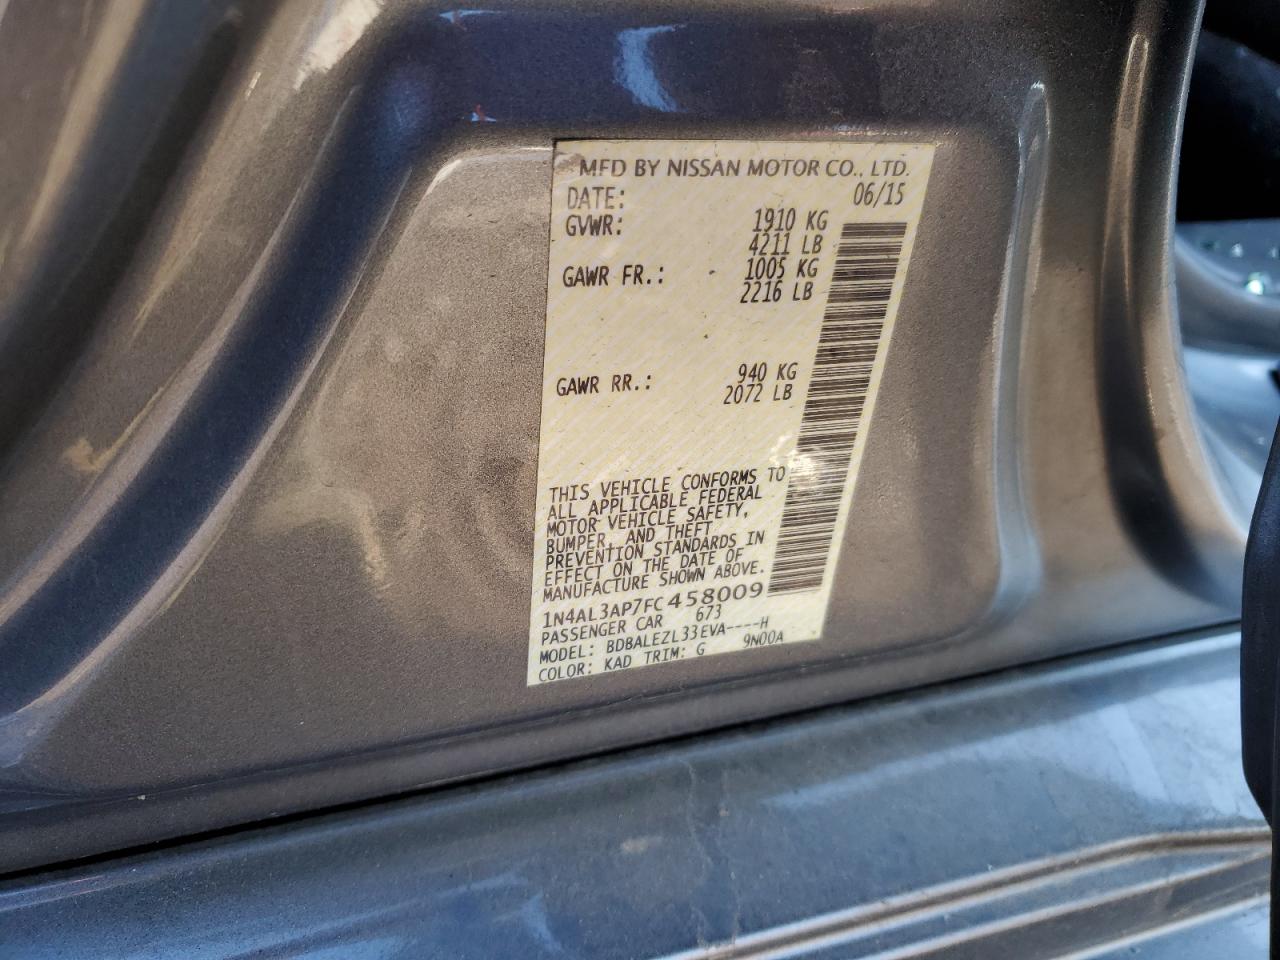 MFD BY NISSAN MOTOR CO., LTD.
DATE: 06/15
GVWR: 1910 KG
4211 LB
GAWR FR.: 1005 KG
2216 LB
GAWR RR.: 940 KG
2072 LB
THIS VEHICLE CONFORMS TO
ALL APPLICABLE FEDERAL
MOTOR VEHICLE SAFETY,
BUMPER, AND THEFT
PREVENTION STANDARDS IN
EFFECT ON THE DATE OF
MANUFACTURE SHOWN ABOVE.
1N4AL3AP7FC458009
PASSENGER CAR 673
MODEL: BDBALEZL33EVA----H
COLOR: KAD TRIM: G 9N00A